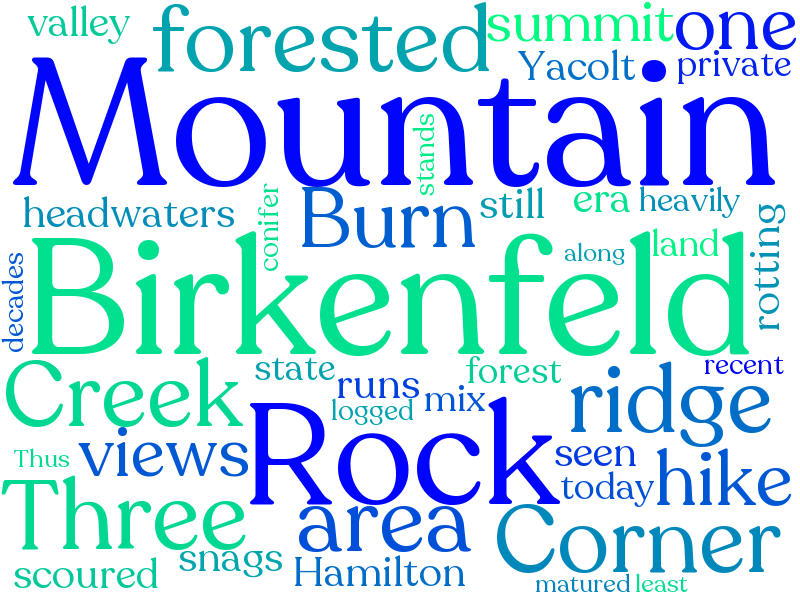 valley
forested
summit
one
Yacolt
private
Mountain
stands
conifer
headwaters
Burn
still
era
heavily
rotting
decades
Birkenfeld
along
land
Creek
state
runs
logged
mix
forest
recent
ridge
Thus
views
Rock
seen
today
hike
Three
area
Corner
scoured
snags
Hamilton
matured
least